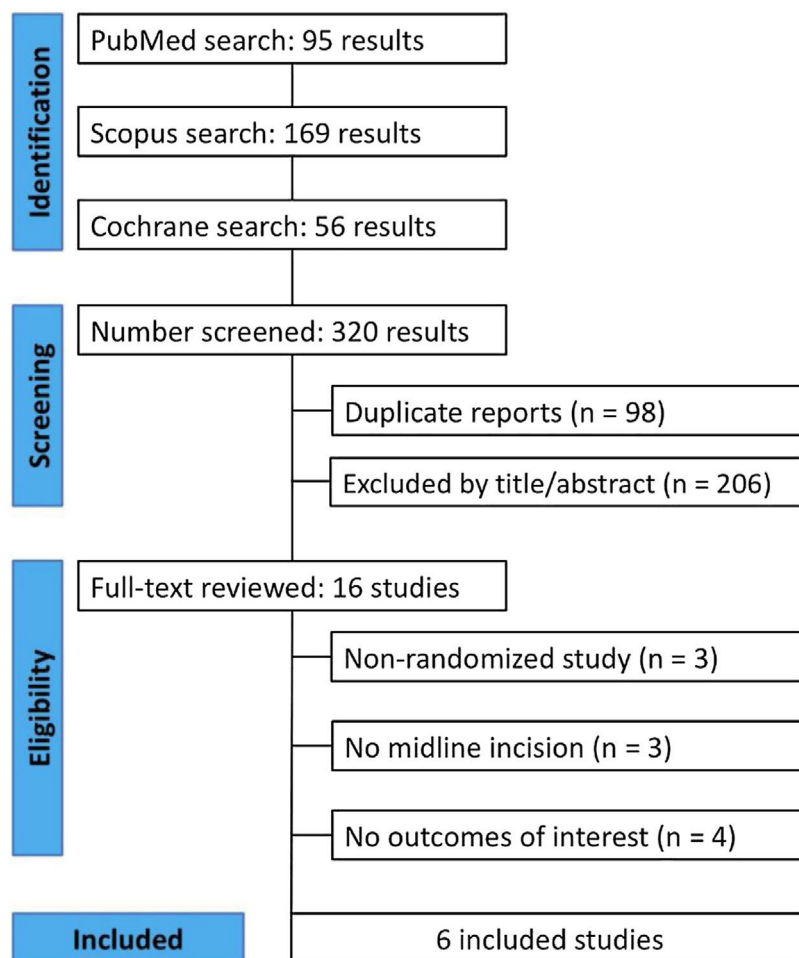 Identification
PubMed search: 95 results
Scopus search: 169 results
Cochrane search: 56 results
Screening
Number screened: 320 results
Duplicate reports (n = 98)
Excluded by title/abstract (n = 206)
Eligibility
Full-text reviewed: 16 studies
Non-randomized study (n = 3)
No midline incision (n = 3)
No outcomes of interest (n = 4)
Included
6 included studies